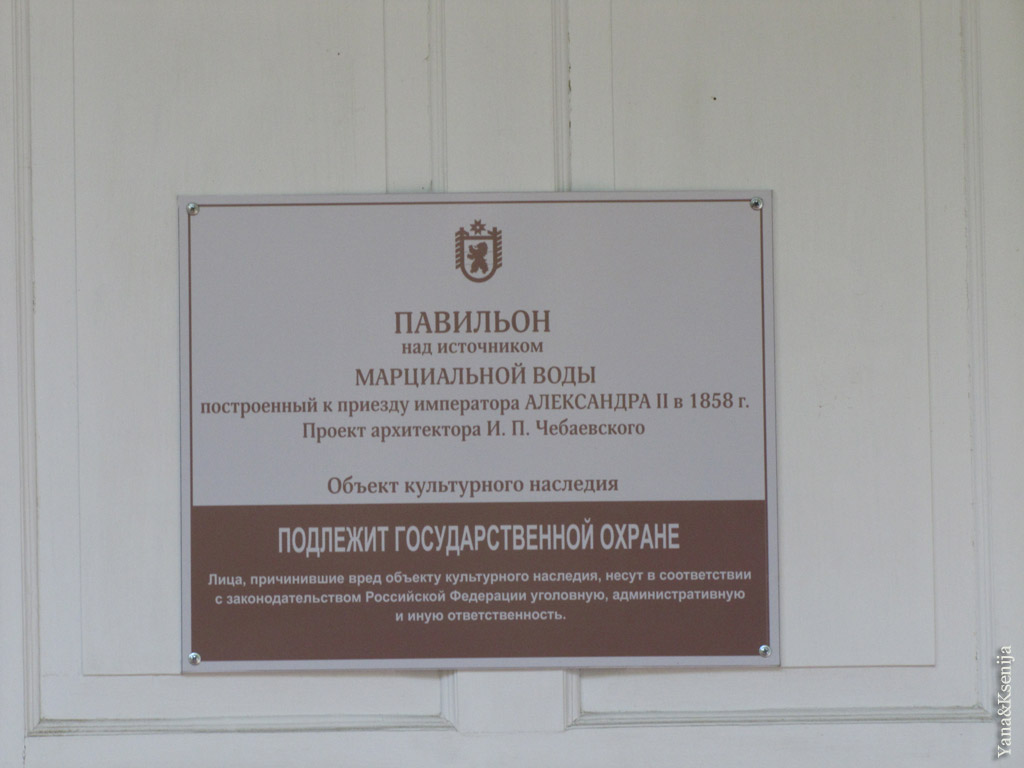 ПАВИЛЬОН
над источником
МАРЦИАЛЬНОЙ ВОДЫ
построенный к приезду императора АЛЕКСАНДРА II в 1858 г.
Проект архитектора И. П. Чебаевского
Объект культурного наследия
ПОДЛЕЖИТ ГОСУДАРСТВЕННОЙ ОХРАНЕ
Лица, причинившие вред объекту культурного наследия, несут в соответствии
с законодательством Российской Федерации уголовную, административную
и иную ответственность.
Yana&Ksenija